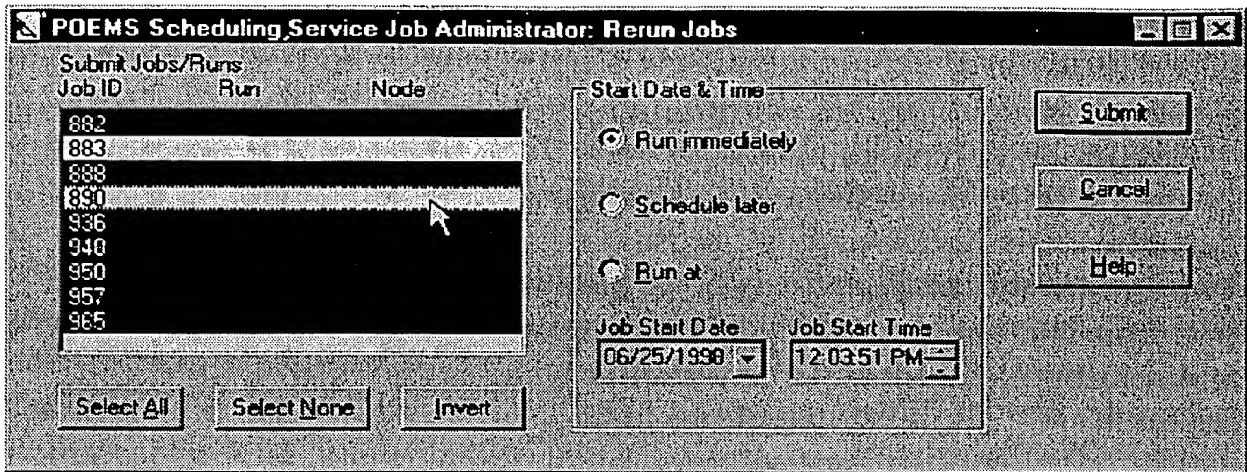 POEMS Scheduling Service Job Administrator: Rerun Jobs
Submit Jobs/Runs
Job ID Run Node
882
883
888
890
936
940
950
957
965
Select All Select None Invert
Start Date & Time
Run immediately
Schedule later
Run at
Job Start Date Job Start Time
06/25/1998 12:03:51 PM
Submit
Cancel
Help